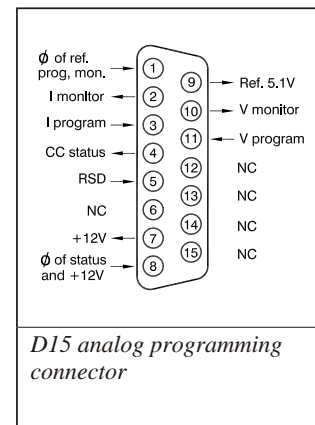 ϕ of ref.
prog, mon.
1
I monitor
2
I program
3
CC status
4
RSD
5
NC
6
+12V
7
ϕ of status
and +12V
8
9
Ref. 5.1V
10
V monitor
11
V program
12
NC
13
NC
14
NC
15
NC
D15 analog programming
connector